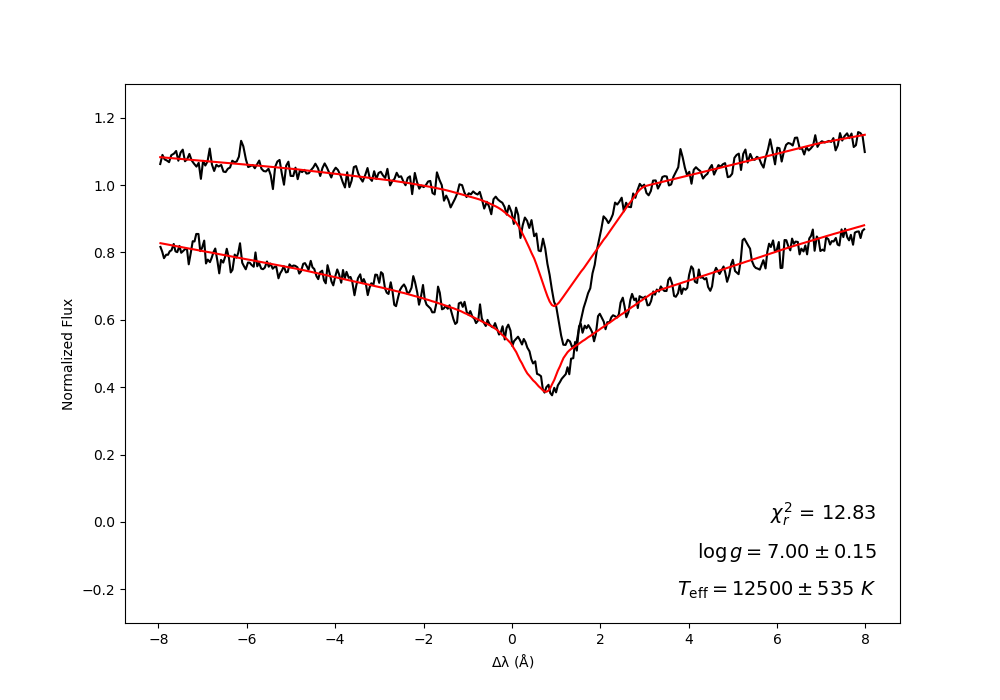 1.2
1.0
0.8
0.6
0.4
0.2
0.0
−0.2
Normalized Flux
χ²ᵣ = 12.83
log g = 7.00 ± 0.15
T_eff = 12500 ± 535 K
−8 −6 −4 −2 0 2 4 6 8
Δλ (Å)